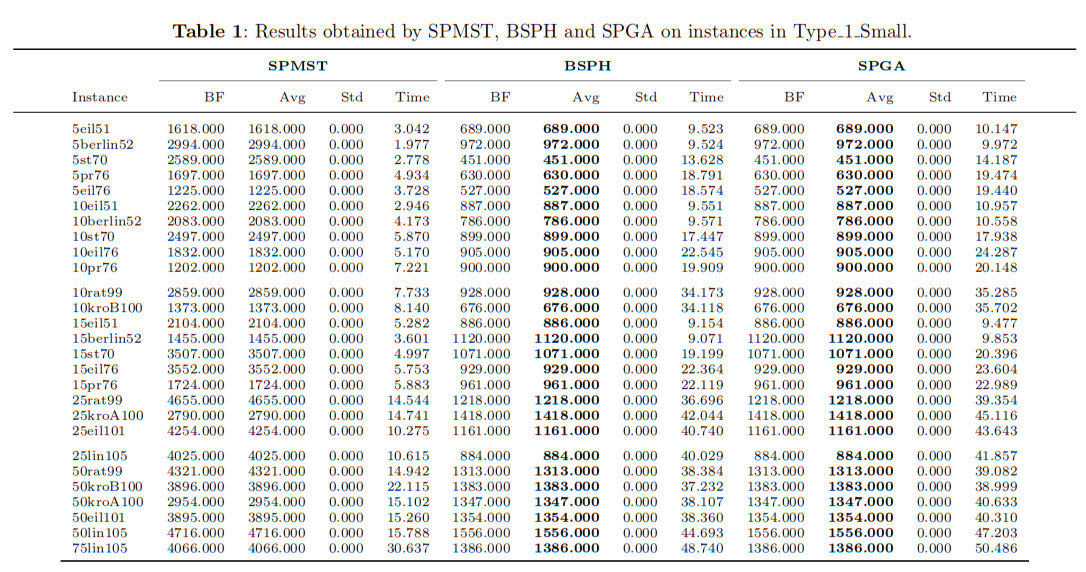 Table 1: Results obtained by SPMST, BSPH and SPGA on instances in Type_1_Small.
SPMST BSPH SPGA
Instance BF Avg Std Time BF Avg Std Time BF Avg Std Time
5eil51 1618.000 1618.000 0.000 3.042 689.000 689.000 0.000 9.523 689.000 689.000 0.000 10.147
5berlin52 2994.000 2994.000 0.000 1.977 972.000 972.000 0.000 9.524 972.000 972.000 0.000 9.972
5st70 2589.000 2589.000 0.000 2.778 451.000 451.000 0.000 13.628 451.000 451.000 0.000 14.187
5pr76 1697.000 1697.000 0.000 4.934 630.000 630.000 0.000 18.791 630.000 630.000 0.000 19.474
5eil76 1225.000 1225.000 0.000 3.728 527.000 527.000 0.000 18.574 527.000 527.000 0.000 19.440
10eil51 2262.000 2262.000 0.000 2.946 887.000 887.000 0.000 9.551 887.000 887.000 0.000 10.957
10berlin52 2083.000 2083.000 0.000 4.173 786.000 786.000 0.000 9.571 786.000 786.000 0.000 10.558
10st70 2497.000 2497.000 0.000 5.870 899.000 899.000 0.000 17.447 899.000 899.000 0.000 17.938
10eil76 1832.000 1832.000 0.000 5.170 905.000 905.000 0.000 22.545 905.000 905.000 0.000 24.287
10pr76 1202.000 1202.000 0.000 7.221 900.000 900.000 0.000 19.909 900.000 900.000 0.000 20.148
10rat99 2859.000 2859.000 0.000 7.733 928.000 928.000 0.000 34.173 928.000 928.000 0.000 35.285
10kroB100 1373.000 1373.000 0.000 8.140 676.000 676.000 0.000 34.118 676.000 676.000 0.000 35.702
15eil51 2104.000 2104.000 0.000 5.282 886.000 886.000 0.000 9.154 886.000 886.000 0.000 9.477
15berlin52 1455.000 1455.000 0.000 3.601 1120.000 1120.000 0.000 9.071 1120.000 1120.000 0.000 9.853
15st70 3507.000 3507.000 0.000 4.997 1071.000 1071.000 0.000 19.199 1071.000 1071.000 0.000 20.396
15eil76 3552.000 3552.000 0.000 5.753 929.000 929.000 0.000 22.364 929.000 929.000 0.000 23.604
15pr76 1724.000 1724.000 0.000 5.883 961.000 961.000 0.000 22.119 961.000 961.000 0.000 22.989
25rat99 4655.000 4655.000 0.000 14.544 1218.000 1218.000 0.000 36.696 1218.000 1218.000 0.000 39.354
25kroA100 2790.000 2790.000 0.000 14.741 1418.000 1418.000 0.000 42.044 1418.000 1418.000 0.000 45.116
25eil101 4254.000 4254.000 0.000 10.275 1161.000 1161.000 0.000 40.740 1161.000 1161.000 0.000 43.643
25lin105 4025.000 4025.000 0.000 10.615 884.000 884.000 0.000 40.029 884.000 884.000 0.000 41.857
50rat99 4321.000 4321.000 0.000 14.942 1313.000 1313.000 0.000 38.384 1313.000 1313.000 0.000 39.082
50kroB100 3896.000 3896.000 0.000 22.115 1383.000 1383.000 0.000 37.232 1383.000 1383.000 0.000 38.999
50kroA100 2954.000 2954.000 0.000 15.102 1347.000 1347.000 0.000 38.107 1347.000 1347.000 0.000 40.633
50eil101 3895.000 3895.000 0.000 15.260 1354.000 1354.000 0.000 38.360 1354.000 1354.000 0.000 40.310
50lin105 4716.000 4716.000 0.000 15.788 1556.000 1556.000 0.000 44.693 1556.000 1556.000 0.000 47.203
75lin105 4066.000 4066.000 0.000 30.637 1386.000 1386.000 0.000 48.740 1386.000 1386.000 0.000 50.486